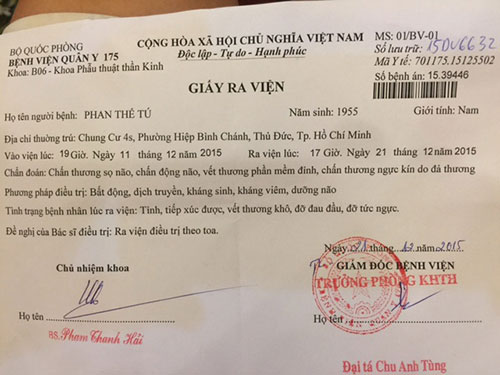 BỘ QUỐC PHÒNG
BỆNH VIỆN QUÂN Y 175
Khoa: B06 - Khoa Phẫu thuật thần Kinh
CỘNG HÒA XÃ HỘI CHỦ NGHĨA VIỆT NAM
Độc lập - Tự do - Hạnh phúc
MS: 01/BV-01
Số lưu trữ: 15DV6632
Mã Y tế: 701175.15125502
Số bệnh án: 15.39446
GIẤY RA VIỆN
Họ tên người bệnh: PHAN THẾ TÚ Năm sinh: 1955 Giới tính: Nam
Địa chỉ thường trú: Chung Cư 4s, Phường Hiệp Bình Chánh, Thủ Đức, Tp. Hồ Chí Minh
Vào viện lúc: 19 Giờ, Ngày 11 tháng 12 năm 2015 Ra viện lúc: 17 Giờ, Ngày 21 tháng 12 năm 2015
Chẩn đoán: Chấn thương sọ não, chấn động não, vết thương phần mềm đỉnh, chấn thương ngực kín do đả thương
Phương pháp điều trị: Bất động, dịch truyền, kháng sinh, kháng viêm, dưỡng não
Tình trạng bệnh nhân lúc ra viện: Tỉnh, tiếp xúc được, vết thương khô, đỡ đau đầu, đỡ tức ngực.
Đề nghị của Bác sĩ điều trị: Ra viện điều trị theo toa.
Ngày 21 tháng 12 năm 2015
Chủ nhiệm khoa
GIÁM ĐỐC BỆNH VIỆN
TRƯỞNG PHÒNG KHTH
Họ tên
BS. Phạm Thanh Hải
Họ tên
Đại tá Chu Anh Tùng